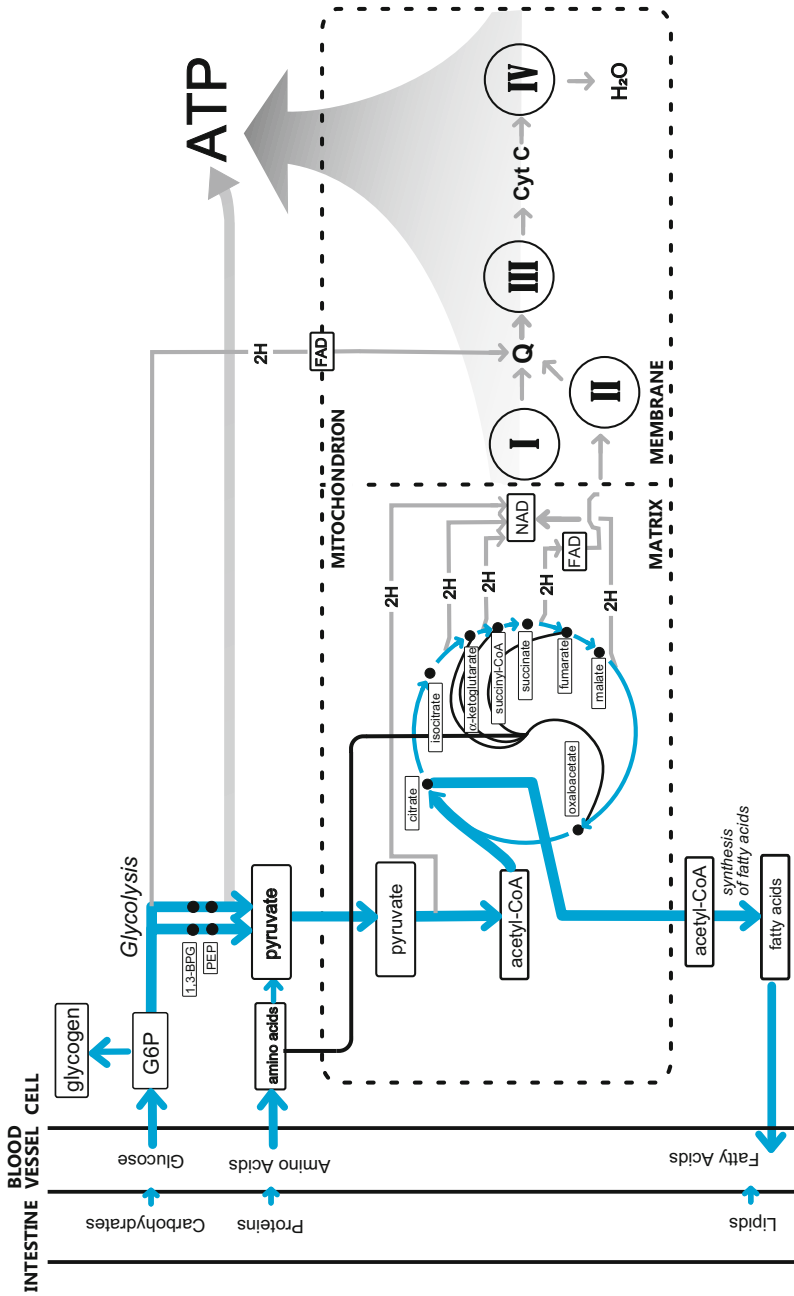 INTESTINE
BLOOD
VESSEL
CELL
Carbohydrates
Glucose
G6P
glycogen
Glycolysis
1,3-BPG
PEP
Proteins
Amino Acids
amino acids
pyruvate
ATP
2H
FAD
MITOCHONDRION
pyruvate
acetyl-CoA
citrate
isocitrate
α-ketoglutarate
succinyl-CoA
succinate
fumarate
malate
oxaloacetate
2H
2H
2H
2H
2H
NAD
FAD
MATRIX
MEMBRANE
I
II
Q
III
Cyt C
IV
H₂O
acetyl-CoA
synthesis
of fatty acids
fatty acids
Fatty Acids
Lipids